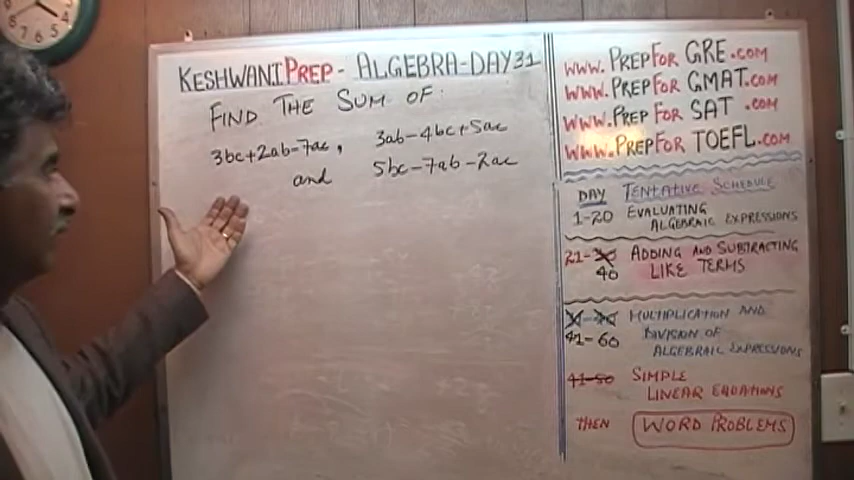 KESHWANIPREP - ALGEBRA-DAY31
FIND THE SUM OF:
3bc+2ab-7ac, 3ab-4bc+5ac
and 5bc-7ab-2ac
WWW.PREPFORGRE.COM
WWW.PREPFORGMAT.COM
WWW.PREPFORSAT.COM
WWW.PREPFORTOEFL.COM
DAY TENTATIVE SCHEDULE
1-20 EVALUATING
ALGEBRAIC EXPRESSIONS
21- ADDING AND SUBTRACTING
40 LIKE TERMS
MULTIPLICATION AND
41-60 DIVISION OF
ALGEBRAIC EXPRESSIONS
41-50 SIMPLE
LINEAR EQUATIONS
THEN WORD PROBLEMS